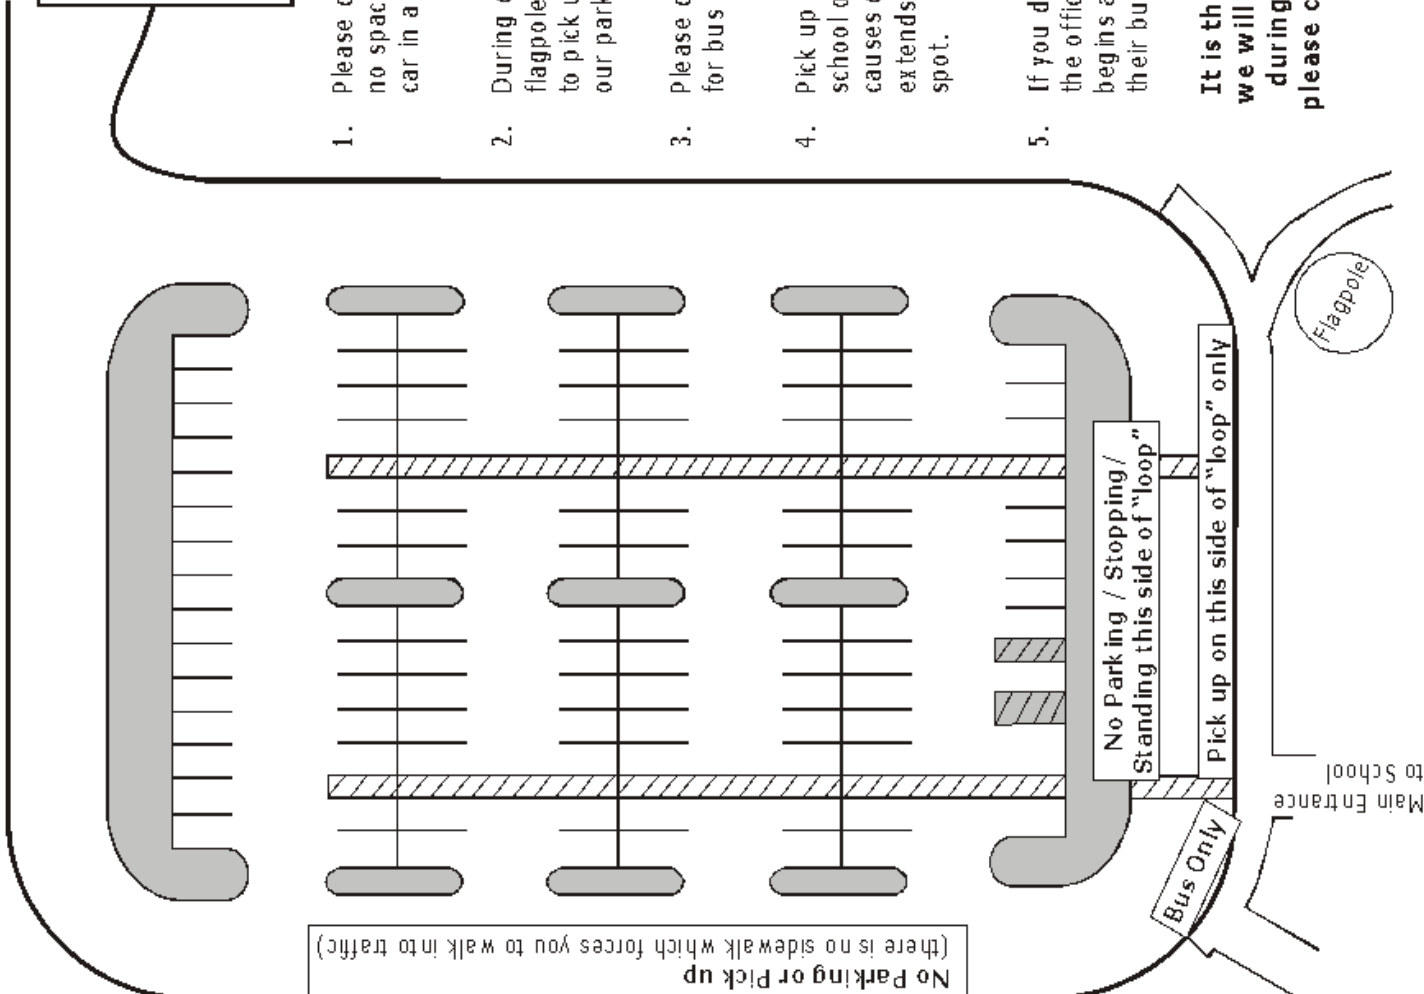 1. Please
no spac
car in a
2. During
flagpole
to pick u
our park
3. Please
for bus
4. Pick up
school
causes
extends
spot.
5. If you d
the offic
begins a
their bu
It is th
we will
during
please c
Flagpole
No Parking / Stopping /
Standing this side of "loop"
Pick up on this side of "loop" only
Main Entrance
to School
Bus Only
No Parking or Pick up
(there is no sidewalk which forces you to walk into traffic)